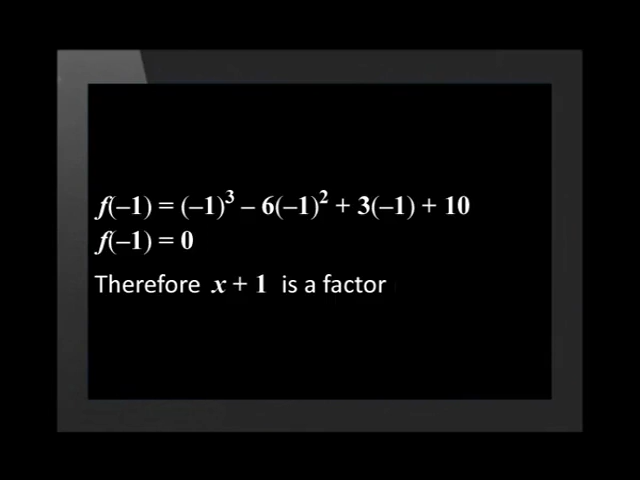 f(–1) = (–1)³ – 6(–1)² + 3(–1) + 10
f(–1) = 0
Therefore x + 1 is a factor